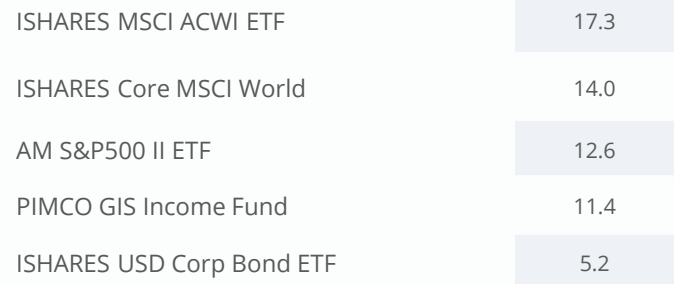 ISHARES MSCI ACWI ETF 17.3
ISHARES Core MSCI World 14.0
AM S&P500 II ETF 12.6
PIMCO GIS Income Fund 11.4
ISHARES USD Corp Bond ETF 5.2